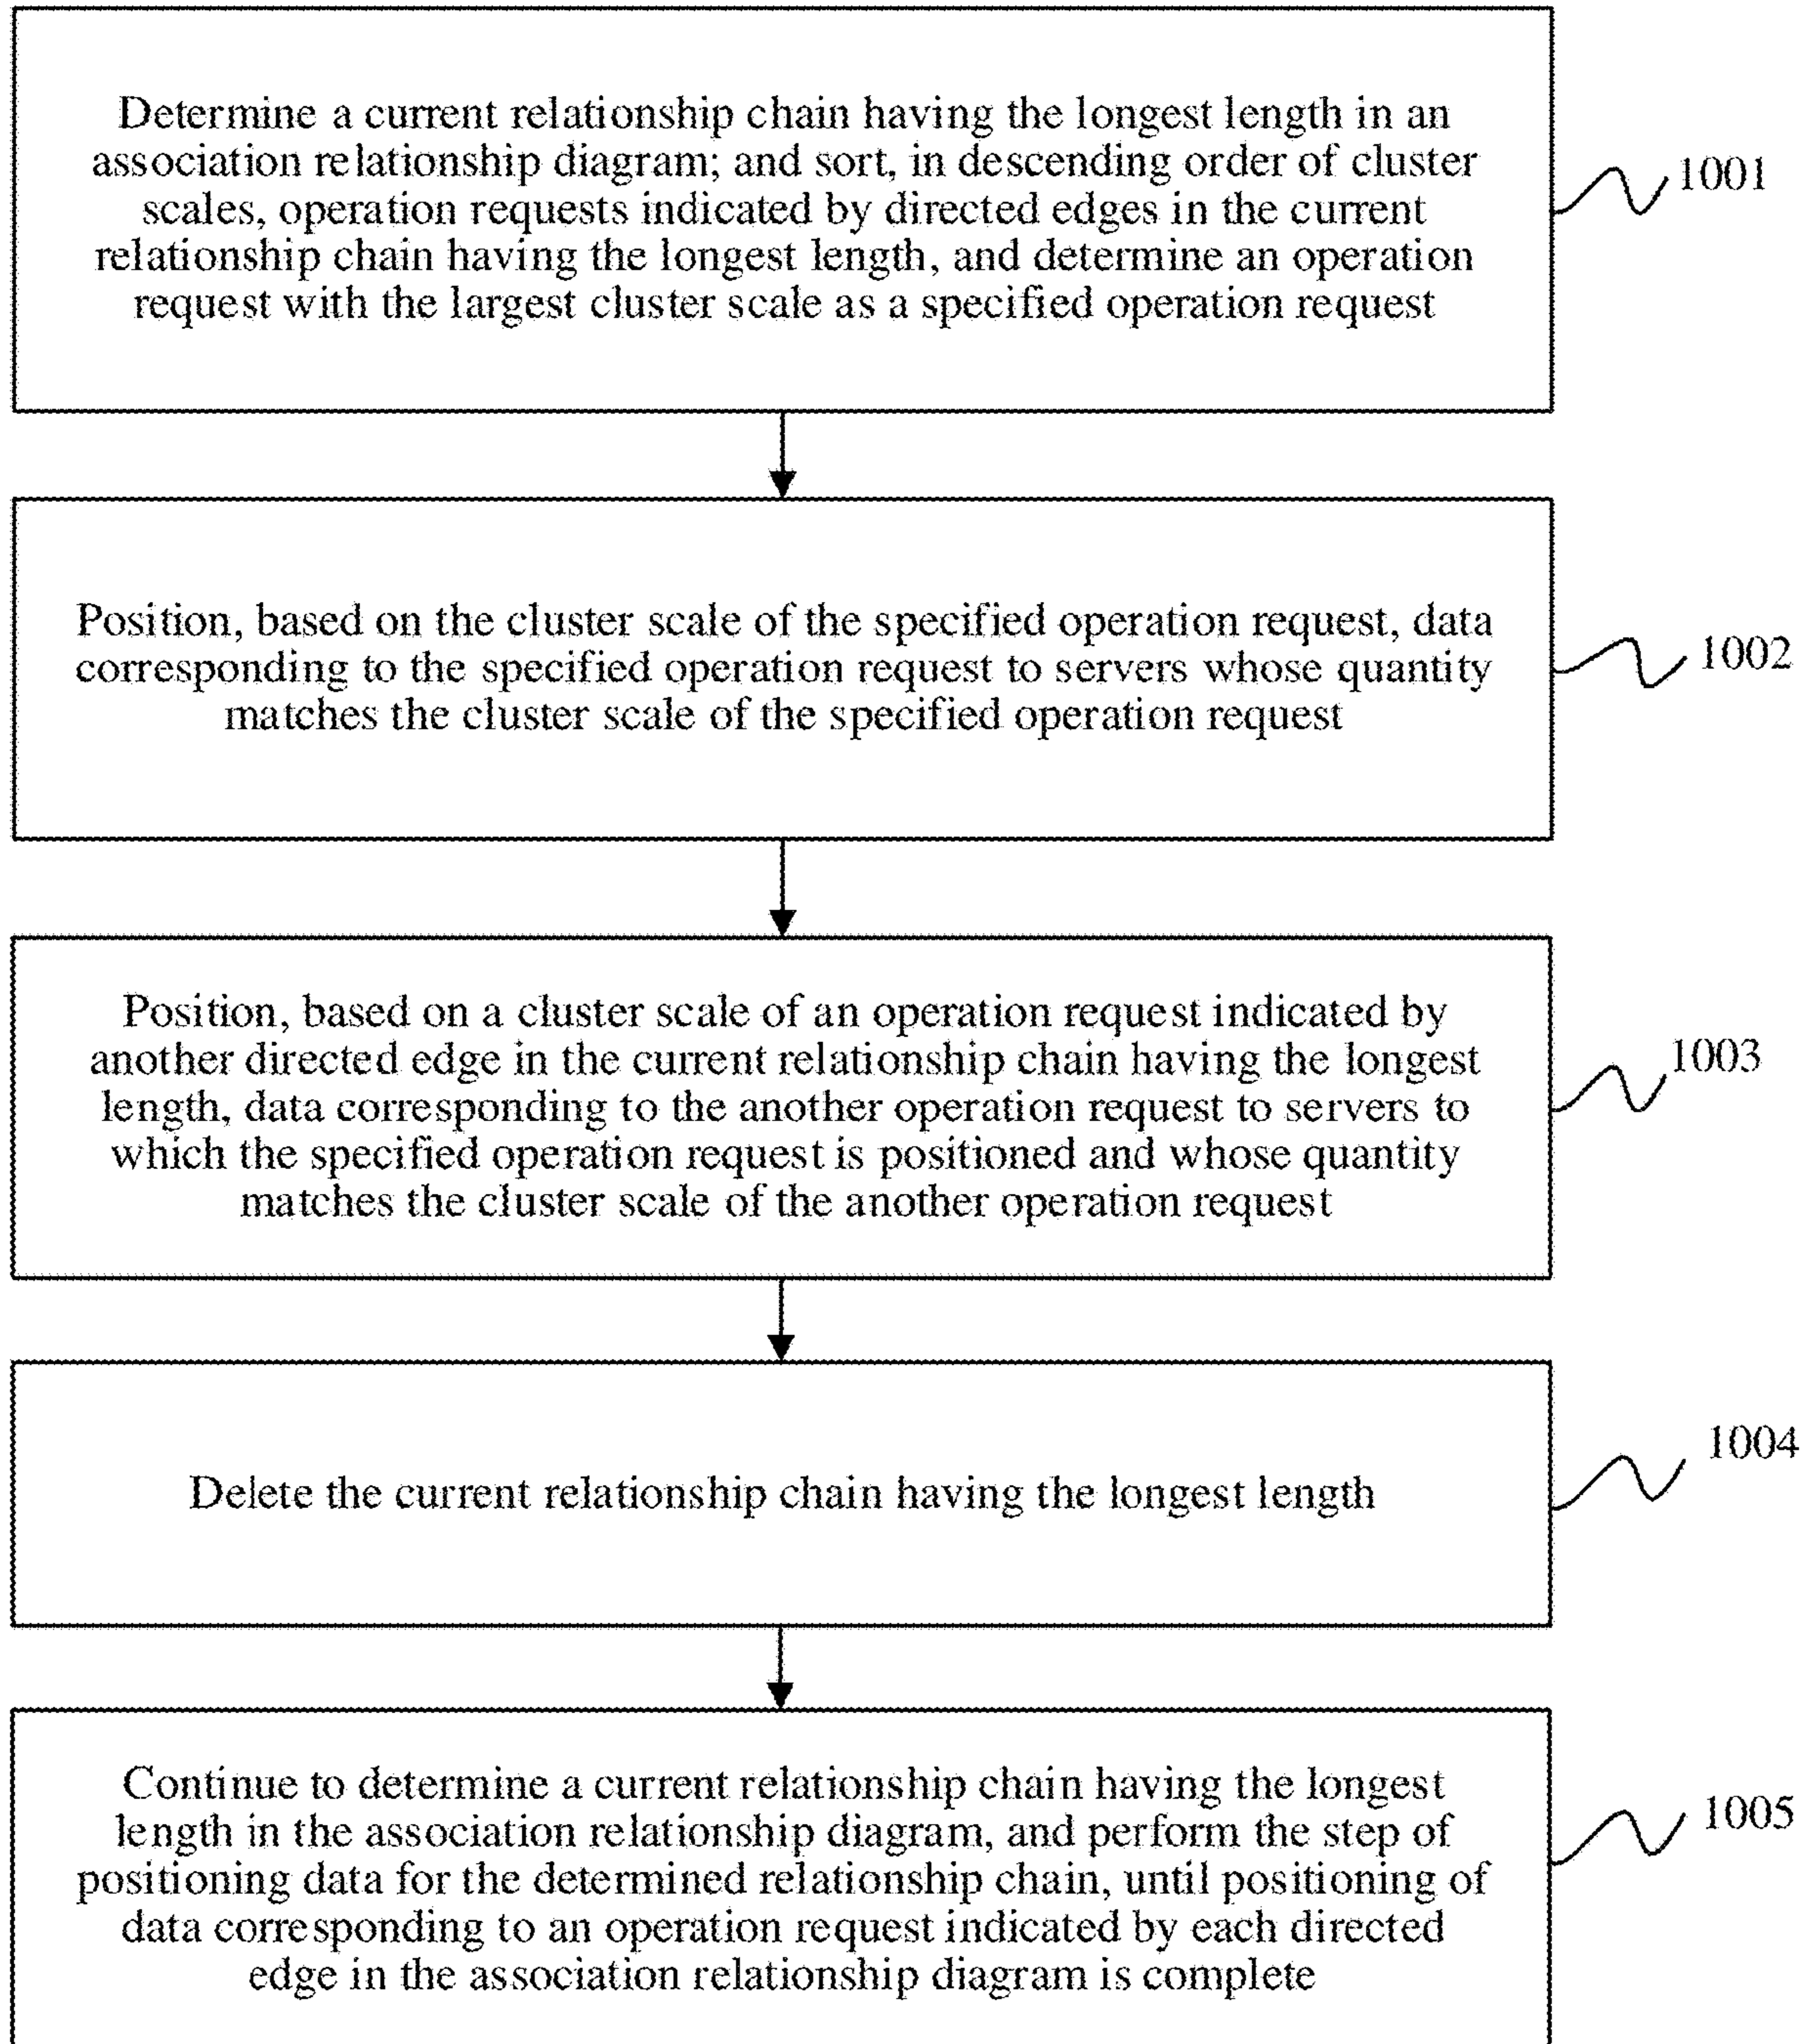 Determine a current relationship chain having the longest length in an
association relationship diagram; and sort, in descending order of cluster
scales, operation requests indicated by directed edges in the current
relationship chain having the longest length, and determine an operation
request with the largest cluster scale as a specified operation request
1001
Position, based on the cluster scale of the specified operation request, data
corresponding to the specified operation request to servers whose quantity
matches the cluster scale of the specified operation request
1002
Position, based on a cluster scale of an operation request indicated by
another directed edge in the current relationship chain having the longest
length, data corresponding to the another operation request to servers to
which the specified operation request is positioned and whose quantity
matches the cluster scale of the another operation request
1003
Delete the current relationship chain having the longest length
1004
Continue to determine a current relationship chain having the longest
length in the association relationship diagram, and perform the step of
positioning data for the determined relationship chain, until positioning of
data corresponding to an operation request indicated by each directed
edge in the association relationship diagram is complete
1005